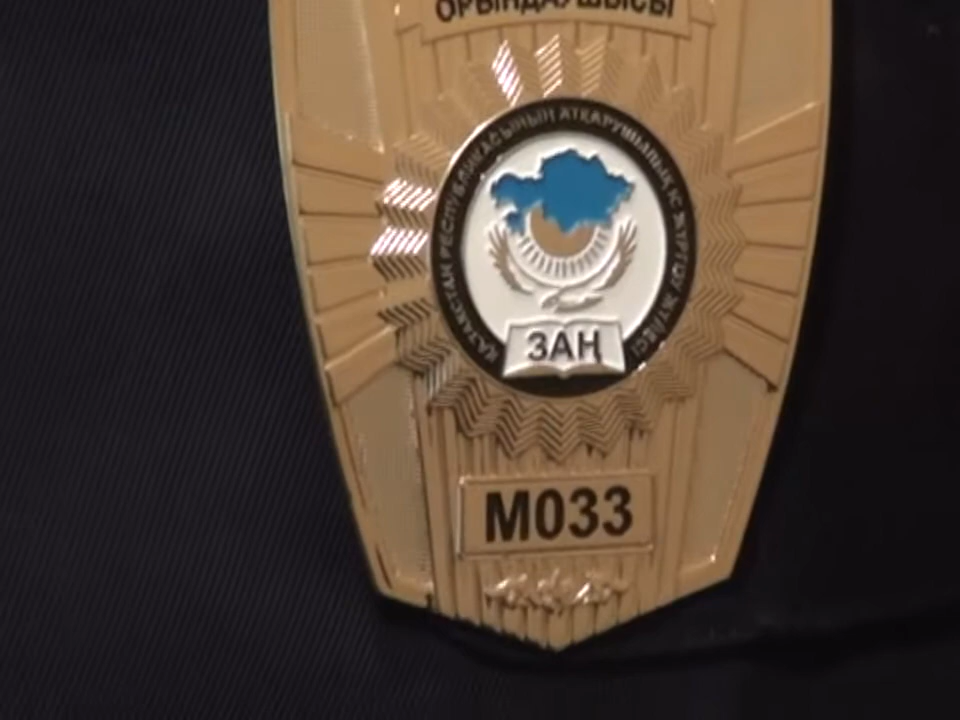 ОРЫНДАУШЫСЫ
ҚАЗАҚСТАН РЕСПУБЛИКАСЫНЫҢ АТҚАРУШЫЛЫҚ ІС ЖҮРГІЗУ ЖҮЙЕСІ
ЗАҢ
М033